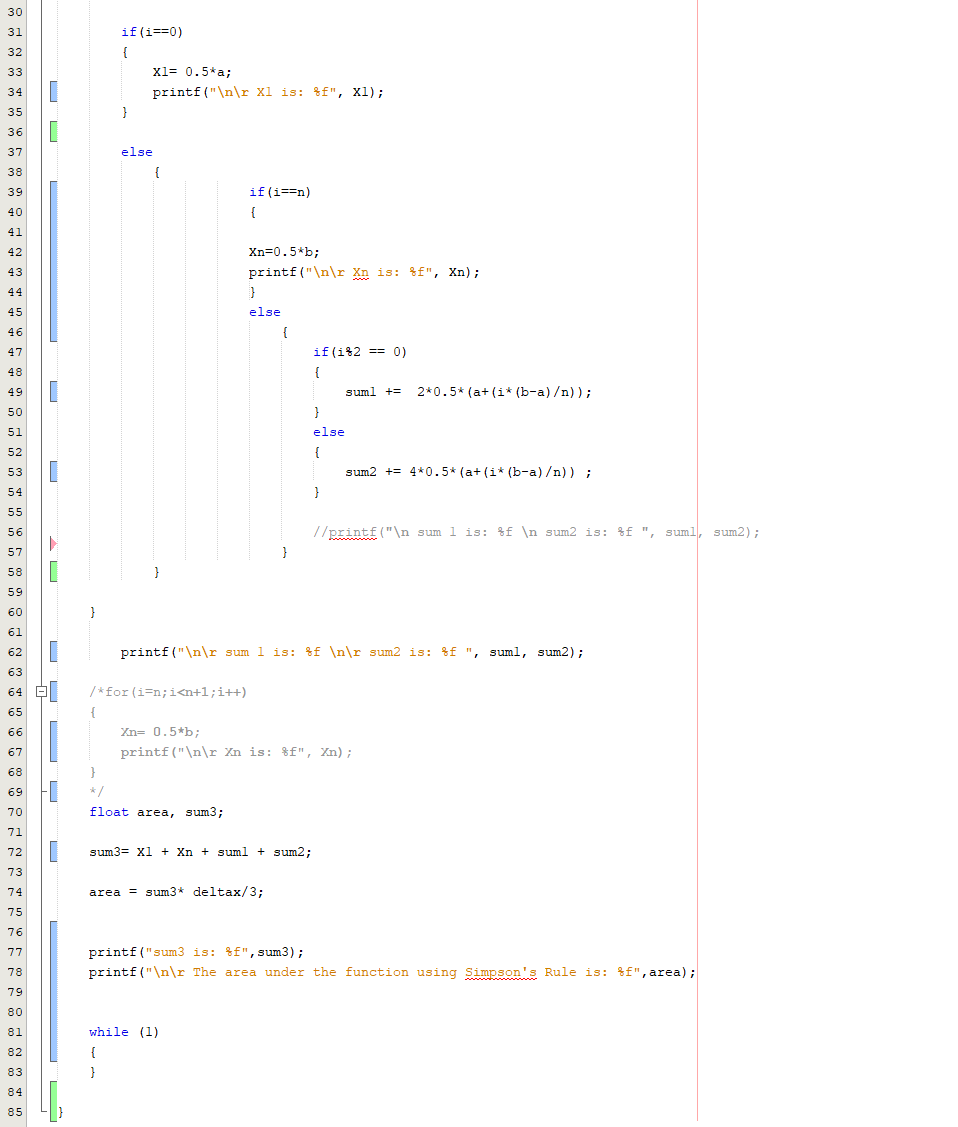 30
31 if(i==0)
32 {
33 X1= 0.5*a;
34 printf("\n\r X1 is: %f", X1);
35 }
36
37 else
38 {
39 if(i==n)
40 {
41
42 Xn=0.5*b;
43 printf("\n\r Xn is: %f", Xn);
44 }
45 else
46 {
47 if(i%2 == 0)
48 {
49 sum1 += 2*0.5*(a+(i*(b-a)/n));
50 }
51 else
52 {
53 sum2 += 4*0.5*(a+(i*(b-a)/n)) ;
54 }
55
56 //printf("\n sum 1 is: %f \n sum2 is: %f ", sum1, sum2);
57 }
58 }
59
60 }
61
62 printf("\n\r sum 1 is: %f \n\r sum2 is: %f ", sum1, sum2);
63
64 /*for(i=n;i<n+1;i++)
65 {
66 Xn= 0.5*b;
67 printf("\n\r Xn is: %f", Xn);
68 }
69 */
70 float area, sum3;
71
72 sum3= X1 + Xn + sum1 + sum2;
73
74 area = sum3* deltax/3;
75
76
77 printf("sum3 is: %f",sum3);
78 printf("\n\r The area under the function using Simpson's Rule is: %f",area);
79
80
81 while (1)
82 {
83 }
84
85 }